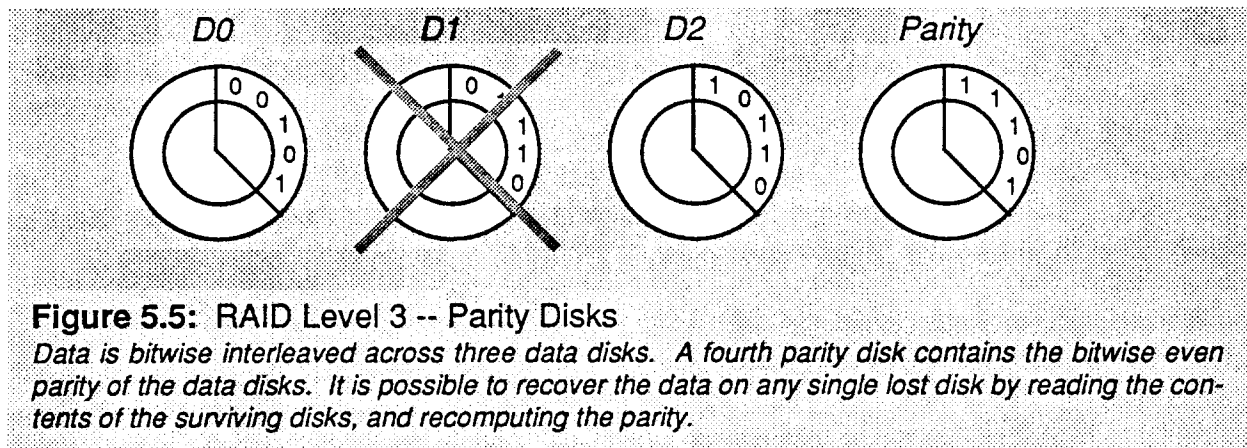 D0 D1 D2 Parity
0 0 1 0 1
0 1 1 0
1 0 1 1 0
1 1 1 0 1
Figure 5.5: RAID Level 3 -- Parity Disks
Data is bitwise interleaved across three data disks. A fourth parity disk contains the bitwise even
parity of the data disks. It is possible to recover the data on any single lost disk by reading the con-
tents of the surviving disks, and recomputing the parity.